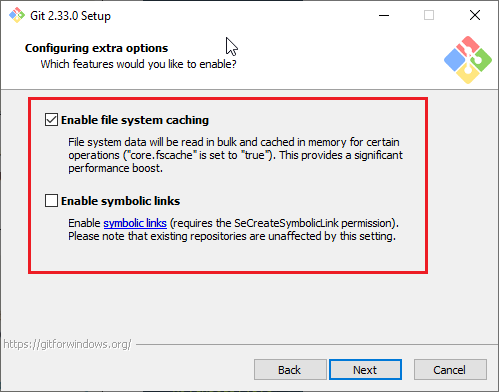 Git 2.33.0 Setup
Configuring extra options
Which features would you like to enable?
Enable file system caching
File system data will be read in bulk and cached in memory for certain
operations ("core.fscache" is set to "true"). This provides a significant
performance boost.
Enable symbolic links
Enable symbolic links (requires the SeCreateSymbolicLink permission).
Please note that existing repositories are unaffected by this setting.
https://gitforwindows.org/
Back
Next
Cancel